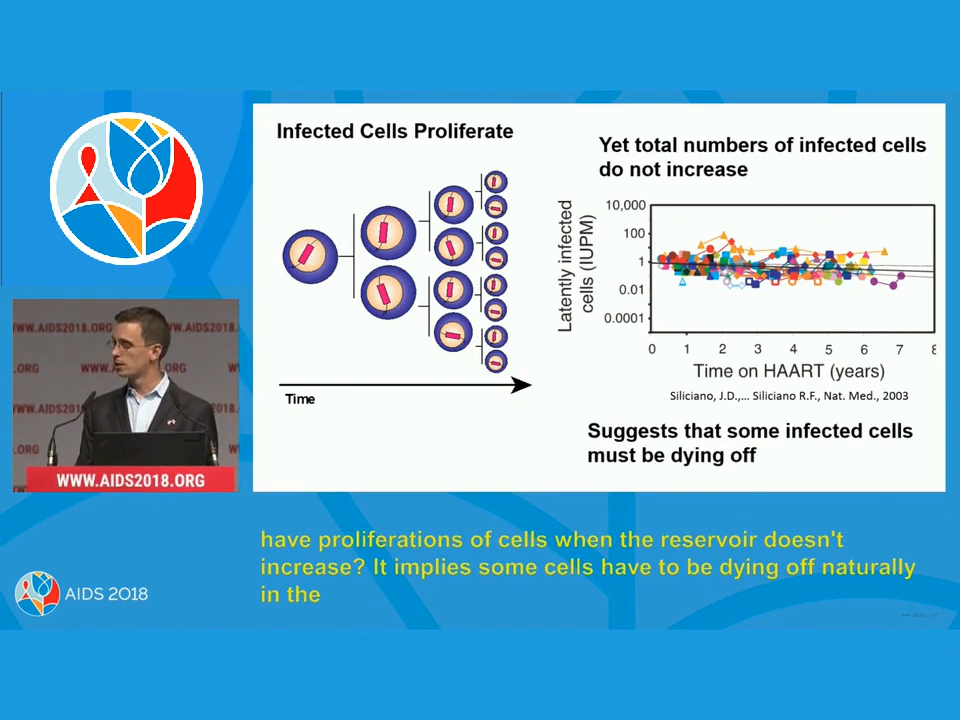 Infected Cells Proliferate
Time
Yet total numbers of infected cells
do not increase
Latently infected
cells (IUPM)
10,000
100
1
0.01
0.0001
0 1 2 3 4 5 6 7 8
Time on HAART (years)
Siliciano, J.D.,... Siliciano R.F., Nat. Med., 2003
Suggests that some infected cells
must be dying off
WWW.AIDS2018.ORG
WWW.AIDS2018.ORG
have proliferations of cells when the reservoir doesn't
increase? It implies some cells have to be dying off naturally
in the
AIDS 2018